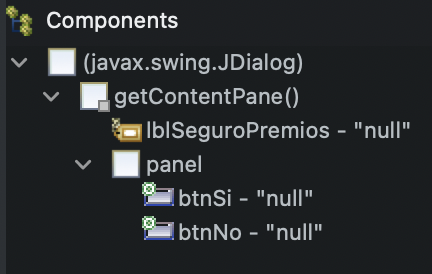 Components
(javax.swing.JDialog)
getContentPane()
lblSeguroPremios - "null"
panel
btnSi - "null"
btnNo - "null"